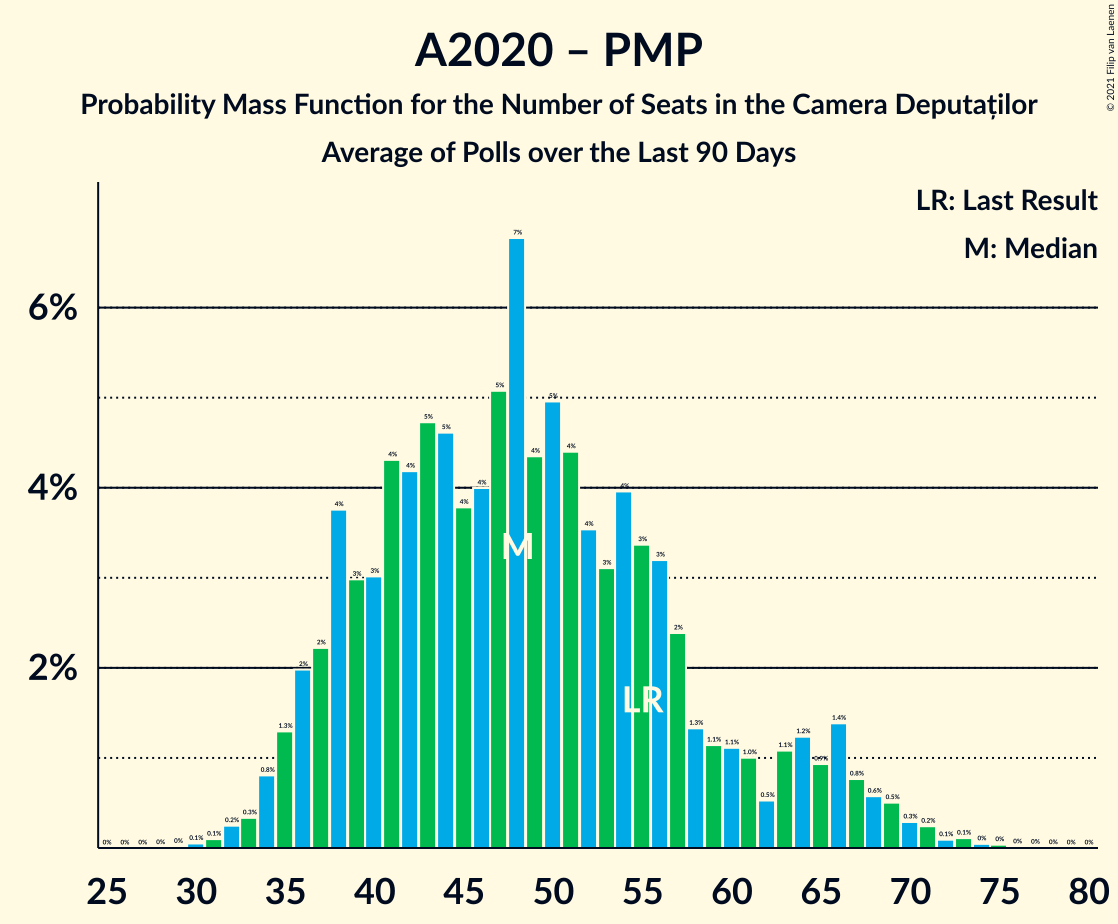 A2020 – PMP
Probability Mass Function for the Number of Seats in the Camera Deputaților
Average of Polls over the Last 90 Days
© 2021 Filip van Laenen
LR: Last Result
M: Median
6%
4%
2%
0% 0% 0% 0% 0% 0.1% 0.1% 0.2% 0.3% 0.8% 1.3% 2% 2% 4% 3% 3% 4% 4% 5% 5% 4% 4% 5% 7% 4% 5% 4% 4% 3% 4% 3% 3% 2% 1.3% 1.1% 1.1% 1.0% 0.5% 1.1% 1.2% 0.9% 1.4% 0.8% 0.6% 0.5% 0.3% 0.2% 0.1% 0.1% 0% 0% 0% 0% 0% 0% 0%
M
LR
25 30 35 40 45 50 55 60 65 70 75 80